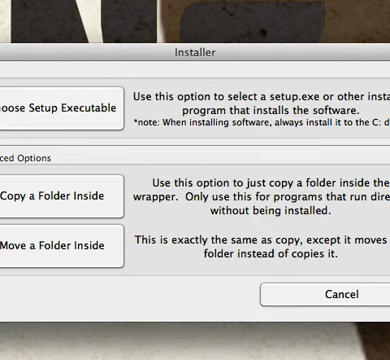 Installer
oose Setup Executable
Use this option to select a setup.exe or other insta
program that installs the software.
*note: When installing software, always install it to the C: d
ced Options
Copy a Folder Inside
Use this option to just copy a folder inside the
wrapper. Only use this for programs that run dire
without being installed.
Move a Folder Inside
This is exactly the same as copy, except it moves
folder instead of copies it.
Cancel